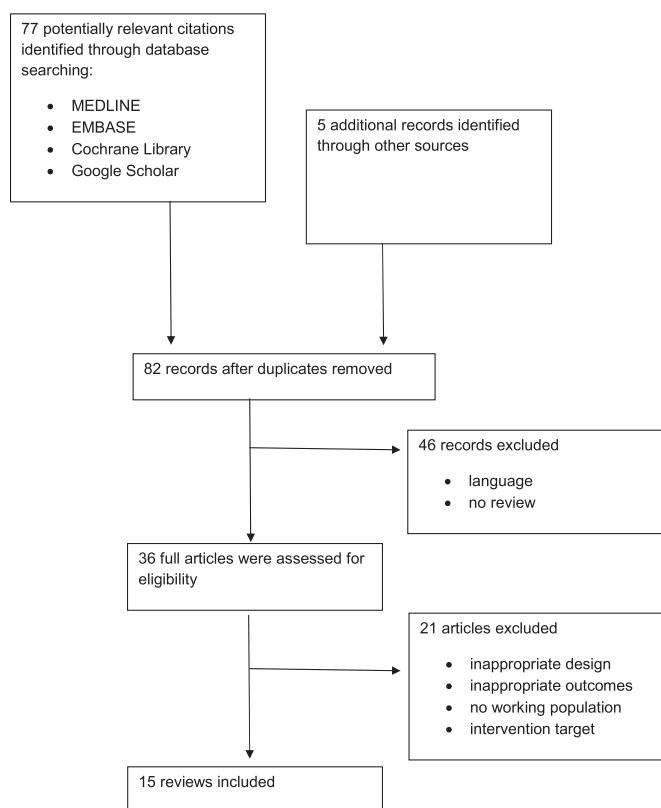 77 potentially relevant citations
identified through database
searching:
• MEDLINE
• EMBASE
• Cochrane Library
• Google Scholar
5 additional records identified
through other sources
82 records after duplicates removed
46 records excluded
• language
• no review
36 full articles were assessed for
eligibility
21 articles excluded
• inappropriate design
• inappropriate outcomes
• no working population
• intervention target
15 reviews included